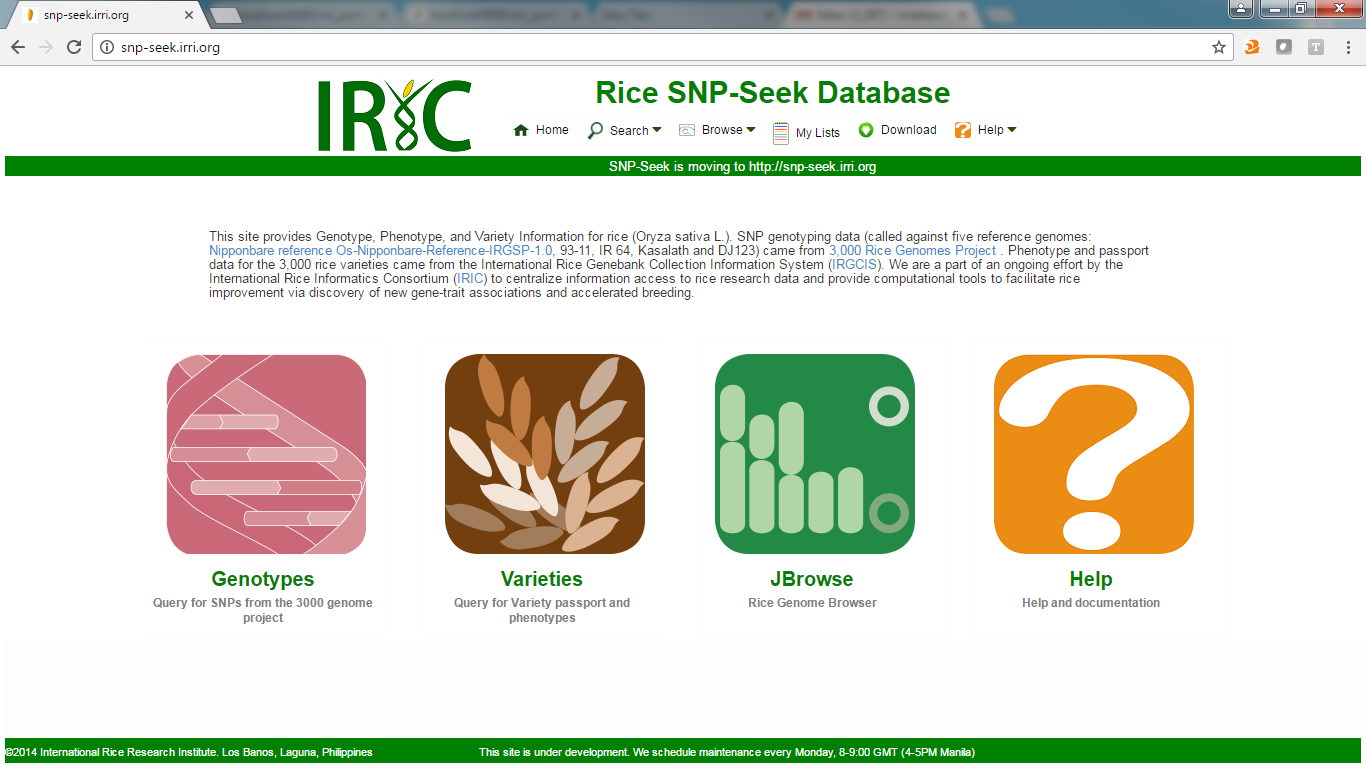 snp-seek.irri.org
snp-seek.irri.org
IRIC
Rice SNP-Seek Database
Home Search Browse My Lists Download Help
SNP-Seek is moving to http://snp-seek.irri.org
This site provides Genotype, Phenotype, and Variety Information for rice (Oryza sativa L.). SNP genotyping data (called against five reference genomes:
Nipponbare reference Os-Nipponbare-Reference-IRGSP-1.0, 93-11, IR 64, Kasalath and DJ123) came from 3,000 Rice Genomes Project . Phenotype and passport
data for the 3,000 rice varieties came from the International Rice Genebank Collection Information System (IRGCIS). We are a part of an ongoing effort by the
International Rice Informatics Consortium (IRIC) to centralize information access to rice research data and provide computational tools to facilitate rice
improvement via discovery of new gene-trait associations and accelerated breeding.
Genotypes
Query for SNPs from the 3000 genome
project
Varieties
Query for Variety passport and
phenotypes
JBrowse
Rice Genome Browser
Help
Help and documentation
©2014 International Rice Research Institute. Los Banos, Laguna, Philippines
This site is under development. We schedule maintenance every Monday, 8-9:00 GMT (4-5PM Manila)